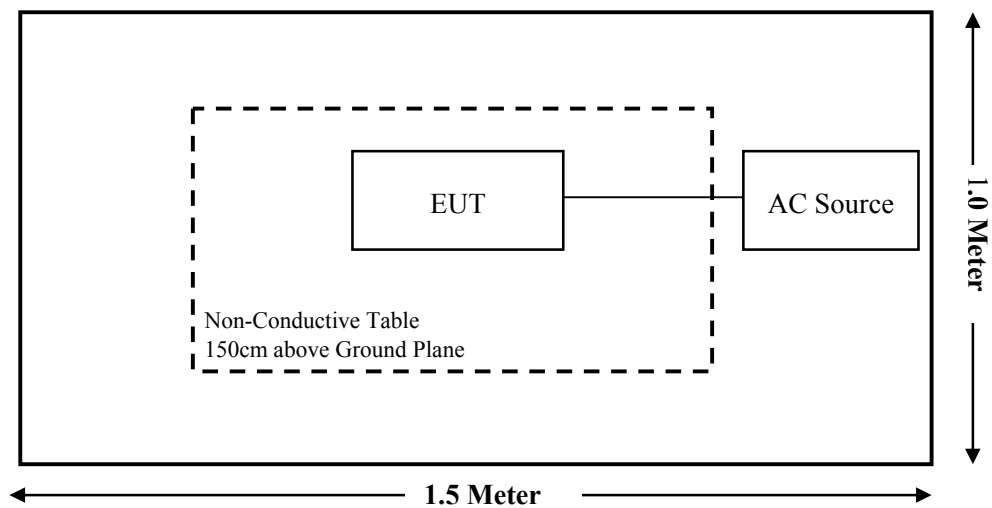 EUT
AC Source
Non-Conductive Table
150cm above Ground Plane
1.0 Meter
1.5 Meter